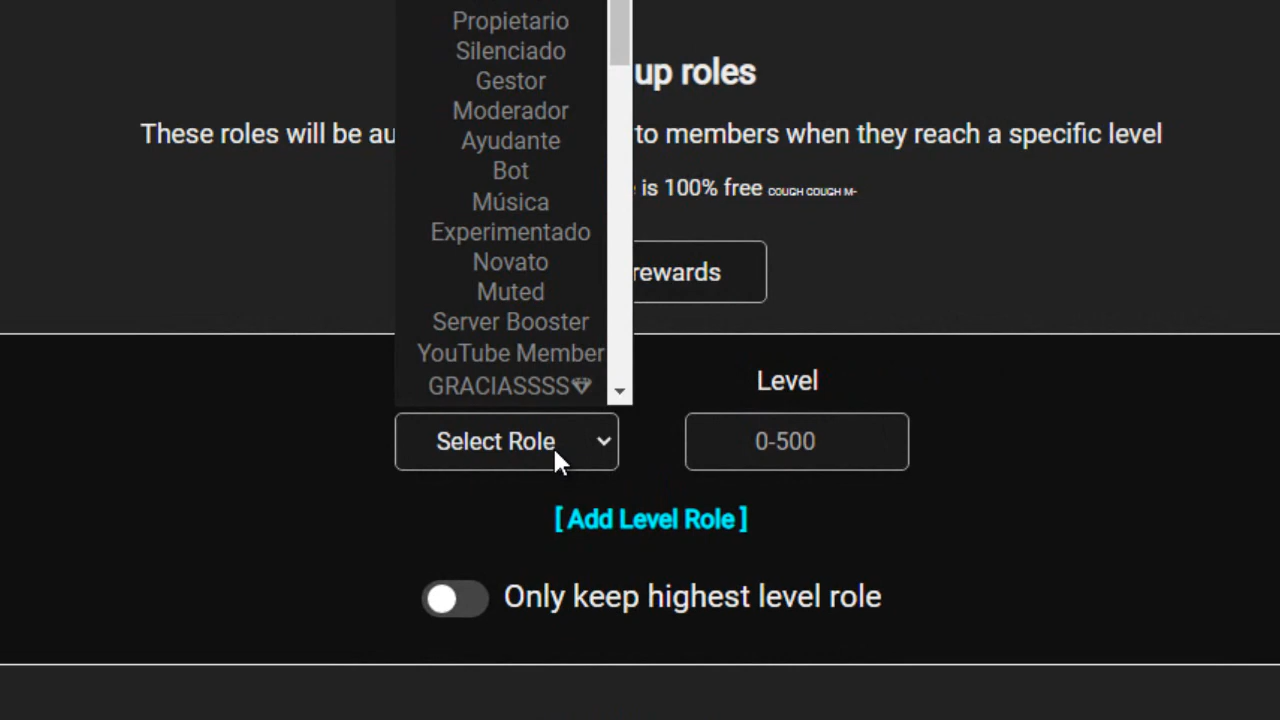 Propietario
Silenciado
Gestor
Moderador
Ayudante
Bot
Música
Experimentado
Novato
Muted
Server Booster
YouTube Member
GRACIASSSS💎
up roles
These roles will be au to members when they reach a specific level
is 100% free COUGH COUGH M-
rewards
Level
Select Role
0-500
[ Add Level Role ]
Only keep highest level role